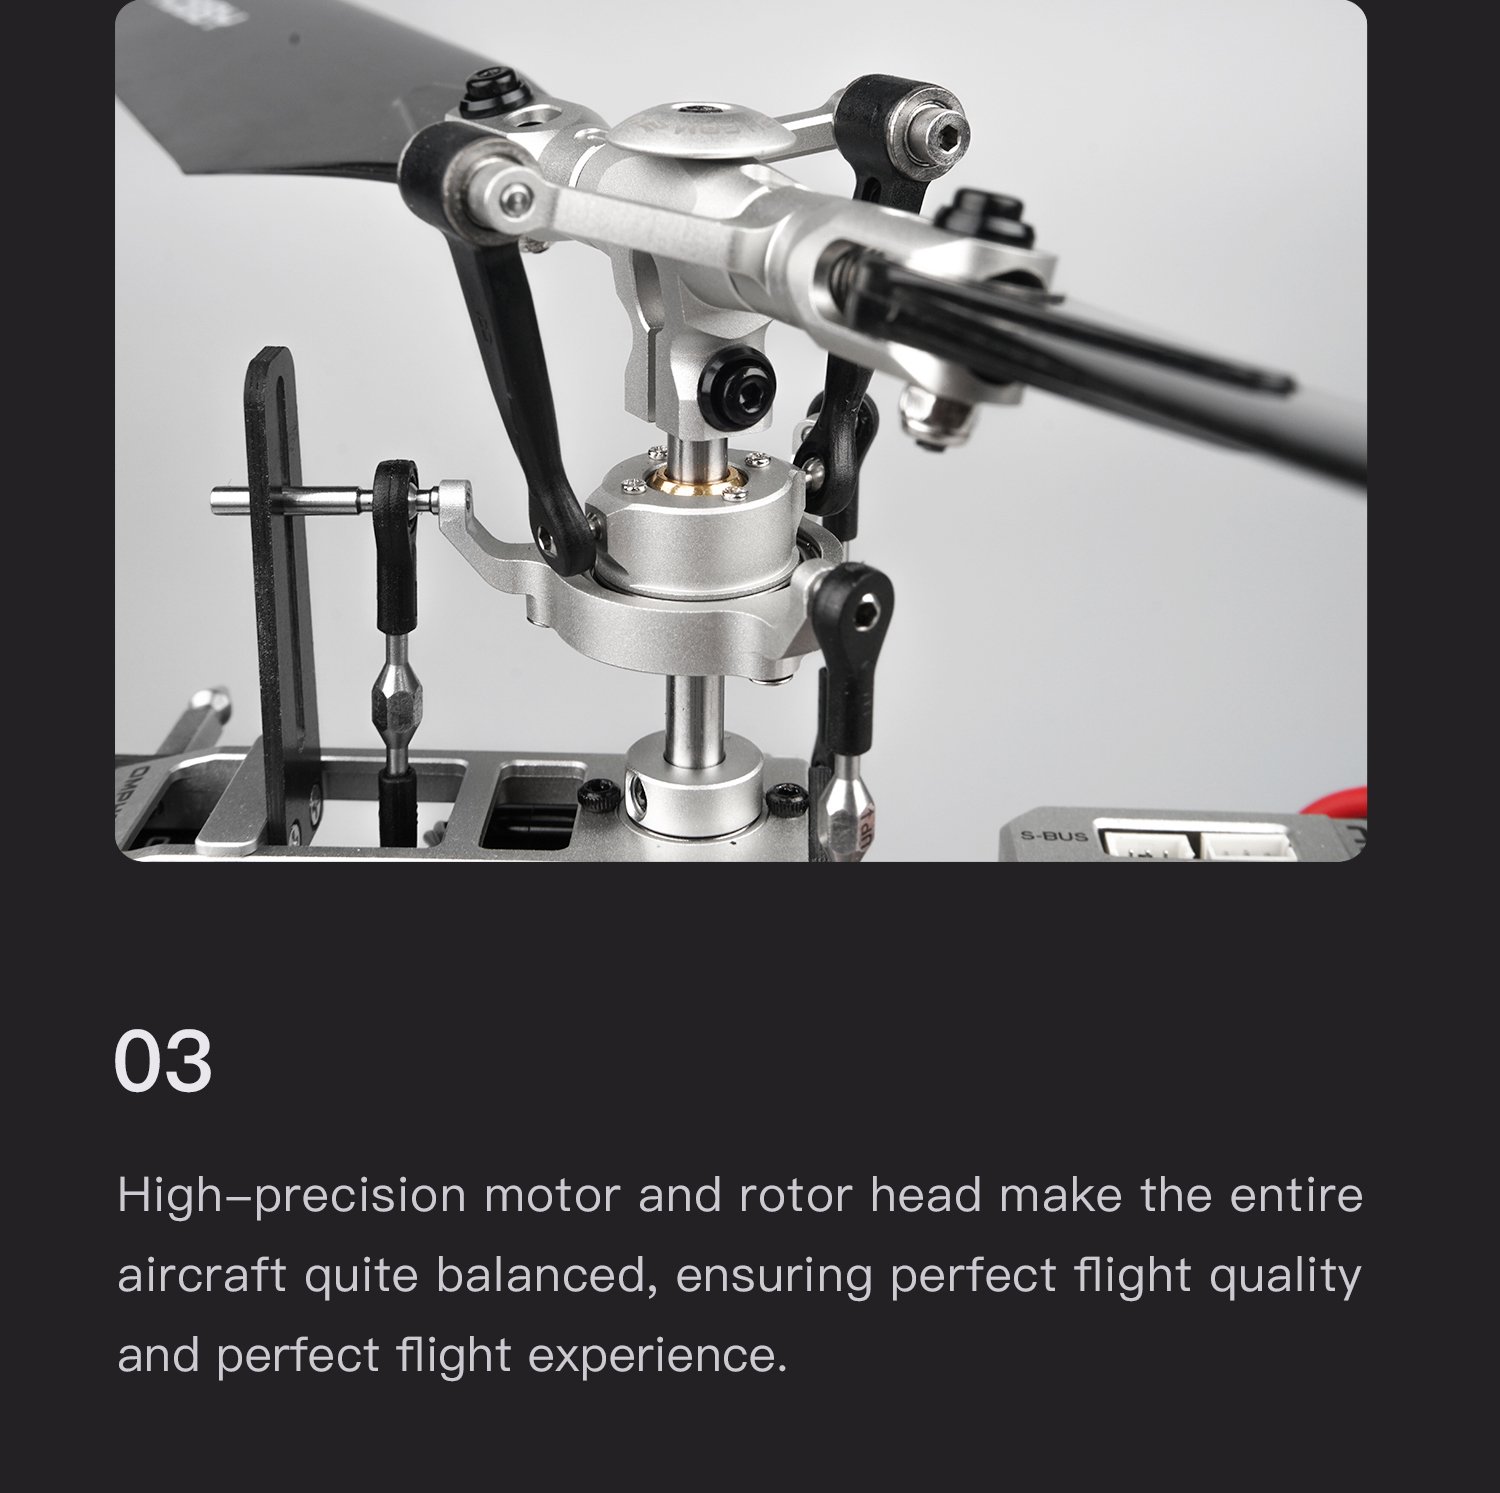 S-BUS
UP
03
High-precision motor and rotor head make the entire
aircraft quite balanced, ensuring perfect flight quality
and perfect flight experience.